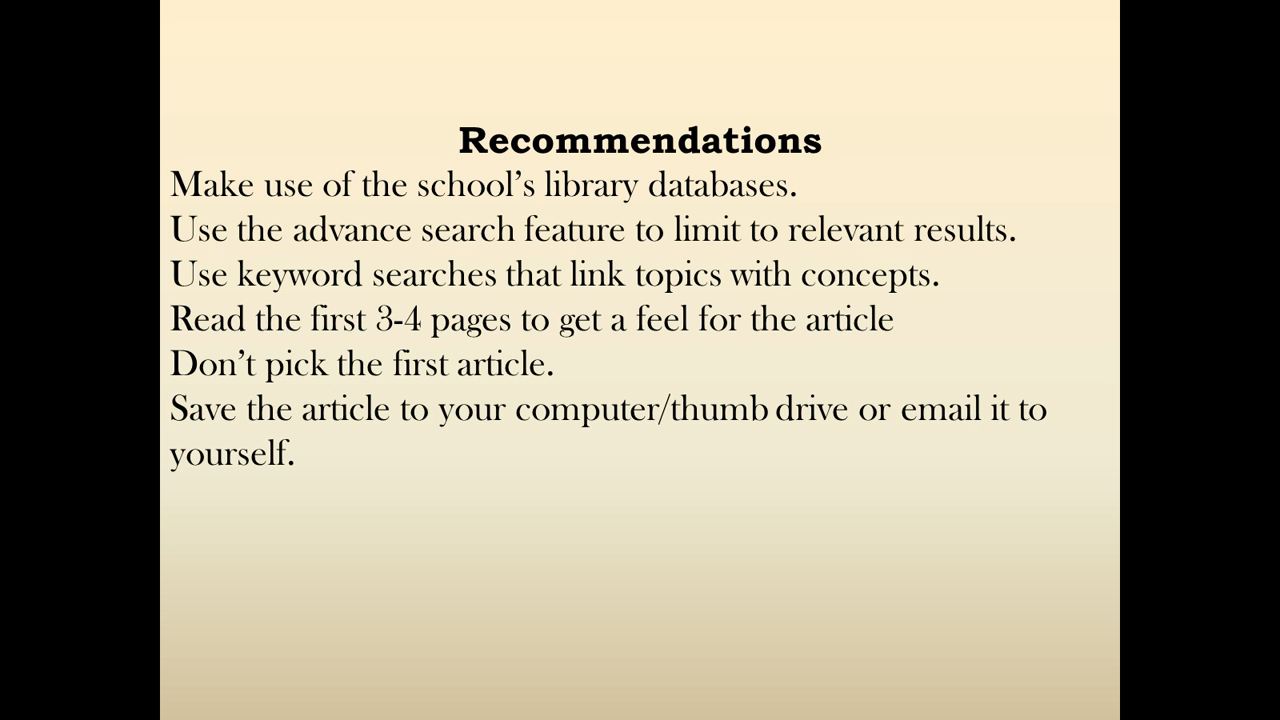 Recommendations
Make use of the school’s library databases.
Use the advance search feature to limit to relevant results.
Use keyword searches that link topics with concepts.
Read the first 3-4 pages to get a feel for the article
Don’t pick the first article.
Save the article to your computer/thumb drive or email it to
yourself.